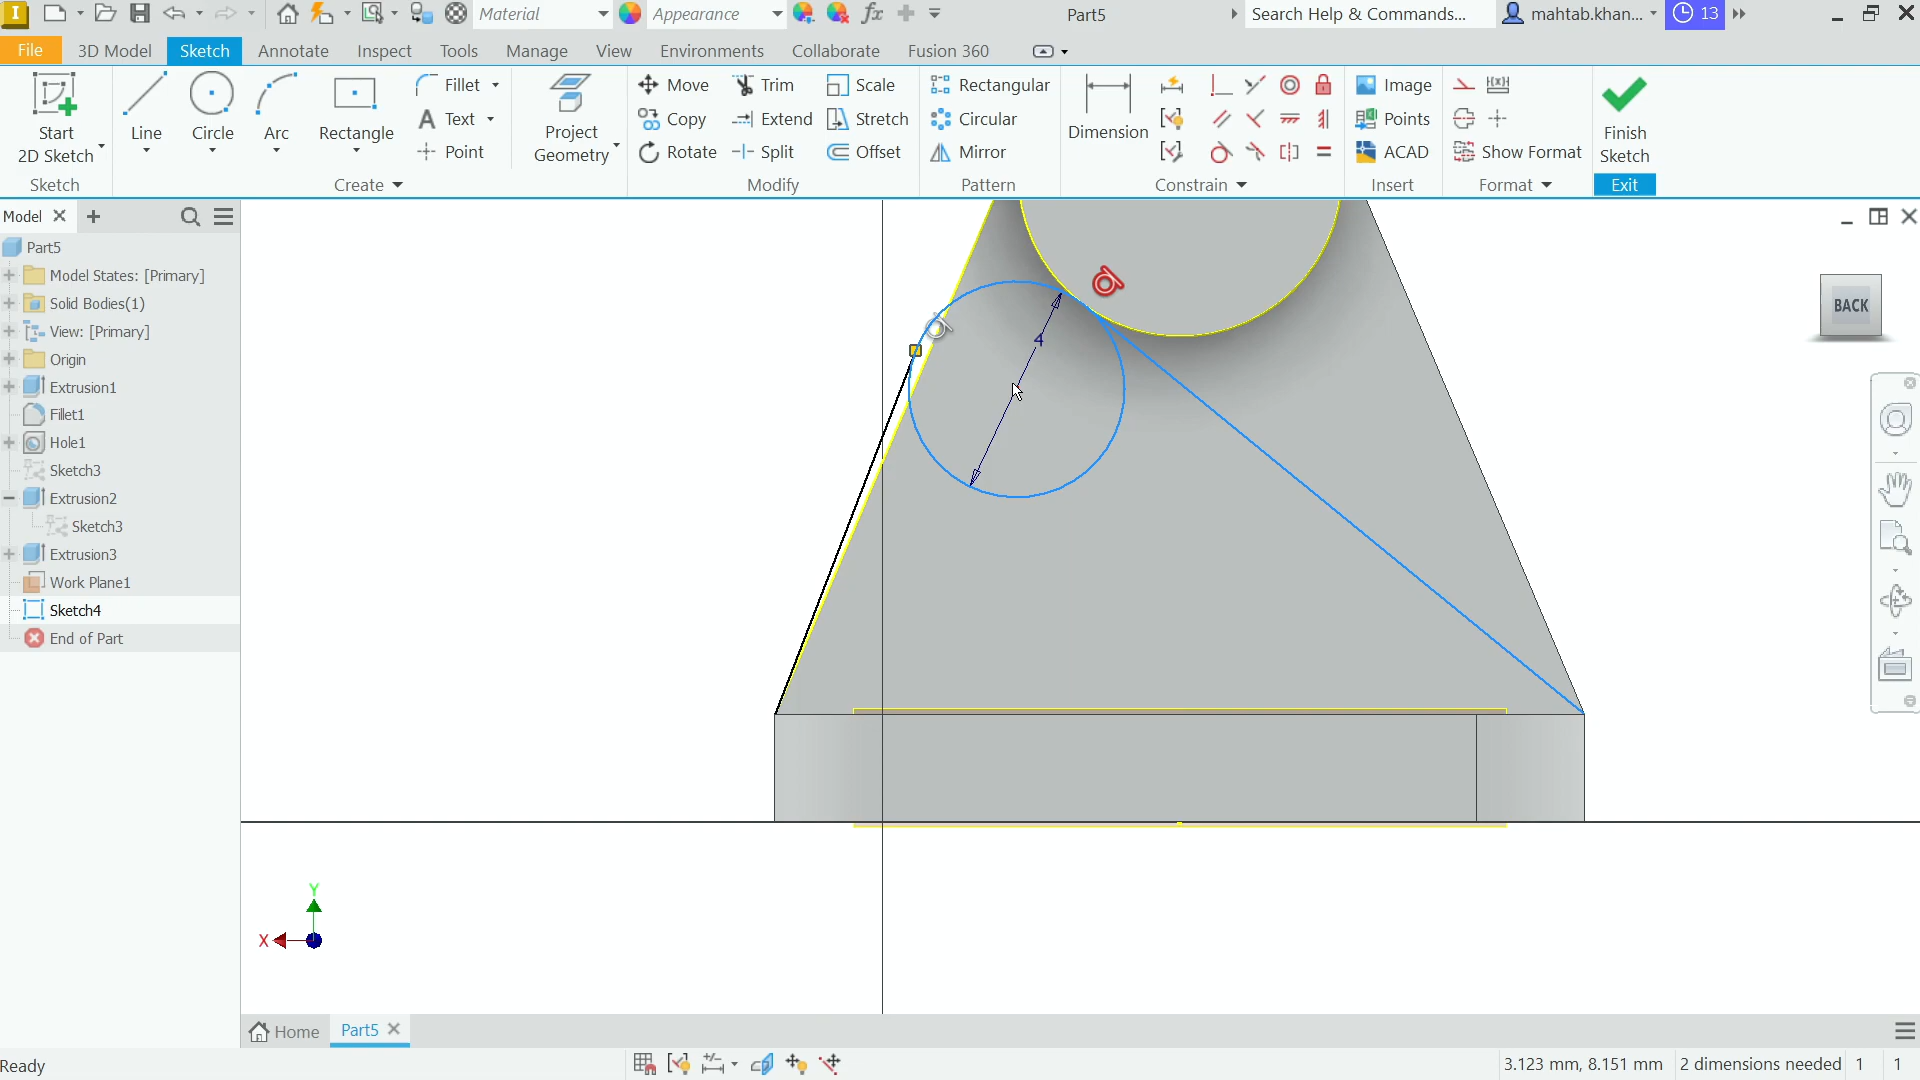 Material
Appearance
Part5
Search Help & Commands...
mahtab.khan...
13
File
3D Model
Sketch
Annotate
Inspect
Tools
Manage
View
Environments
Collaborate
Fusion 360
Start
2D Sketch
Line
Circle
Arc
Rectangle
Fillet
Text
Point
Project
Geometry
Move
Copy
Rotate
Trim
Extend
Split
Scale
Stretch
Offset
Rectangular
Circular
Mirror
Dimension
Image
Points
ACAD
Show Format
Finish
Sketch
Sketch
Create
Modify
Pattern
Constrain
Insert
Format
Exit
Model
Part5
Model States: [Primary]
Solid Bodies(1)
View: [Primary]
Origin
Extrusion1
Fillet1
Hole1
Sketch3
Extrusion2
Sketch3
Extrusion3
Work Plane1
Sketch4
End of Part
4
BACK
Y
X
Home
Part5
Ready
3.123 mm, 8.151 mm
2 dimensions needed
1
1